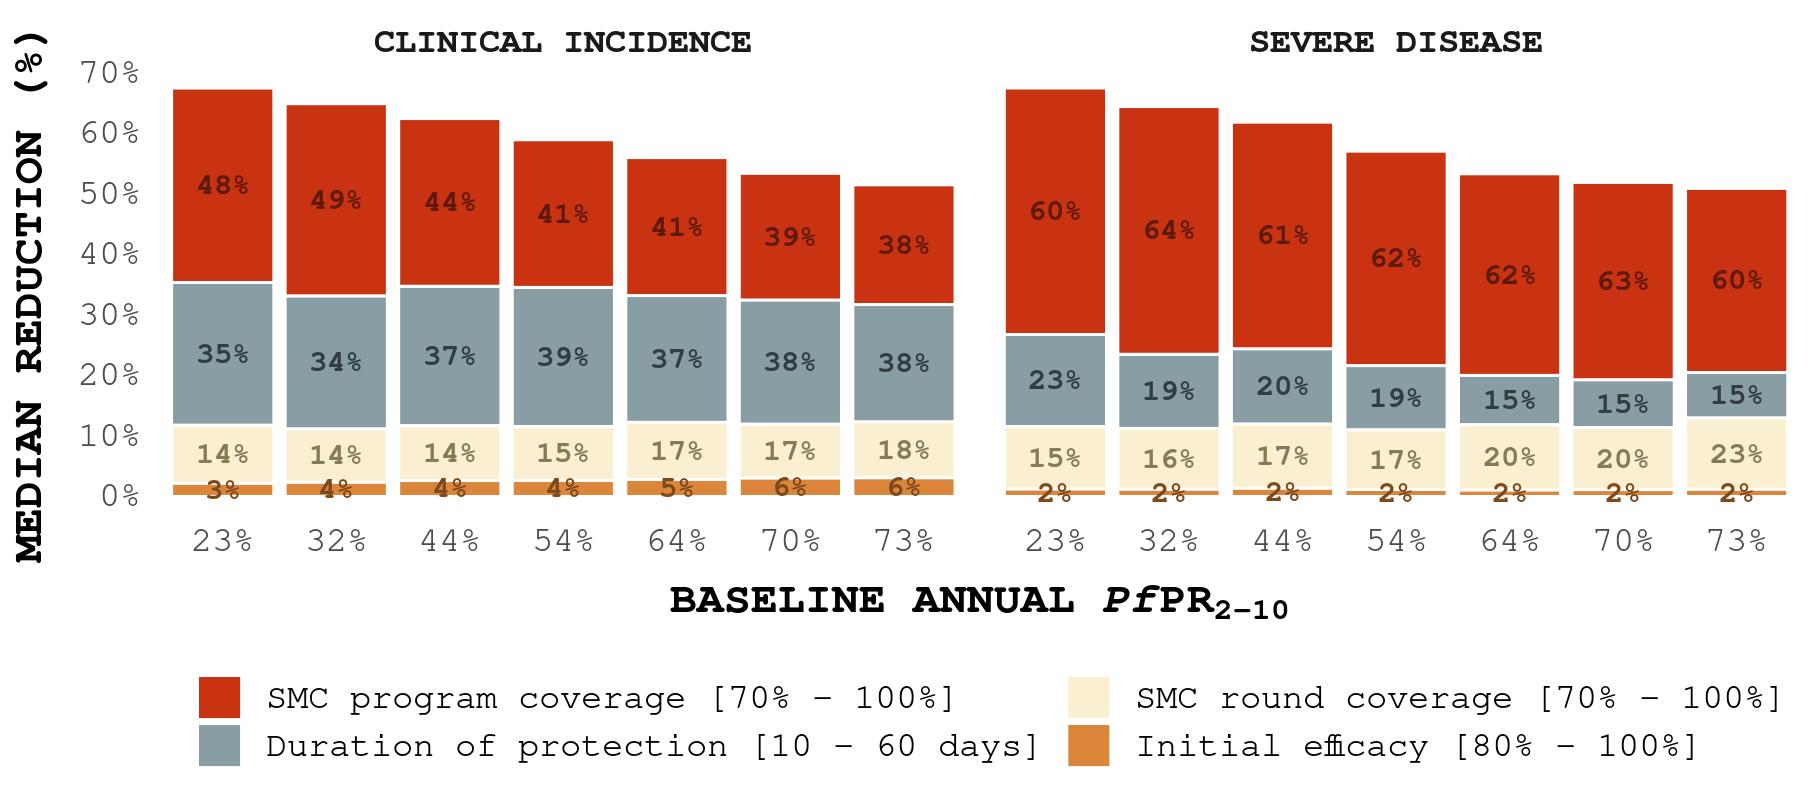 CLINICAL INCIDENCE
SEVERE DISEASE
MEDIAN REDUCTION (%)
70%
60%
50%
40%
30%
20%
10%
0%
48% 49% 44% 41% 41% 39% 38%
35% 34% 37% 39% 37% 38% 38%
14% 14% 14% 15% 17% 17% 18%
3% 4% 4% 4% 5% 6% 6%
23% 32% 44% 54% 64% 70% 73%
60% 64% 61% 62% 62% 63% 60%
23% 19% 20% 19% 15% 15% 15%
15% 16% 17% 17% 20% 20% 23%
2% 2% 2% 2% 2% 2% 2%
23% 32% 44% 54% 64% 70% 73%
BASELINE ANNUAL PfPR2–10
SMC program coverage [70% – 100%]
Duration of protection [10 – 60 days]
SMC round coverage [70% – 100%]
Initial efficacy [80% – 100%]